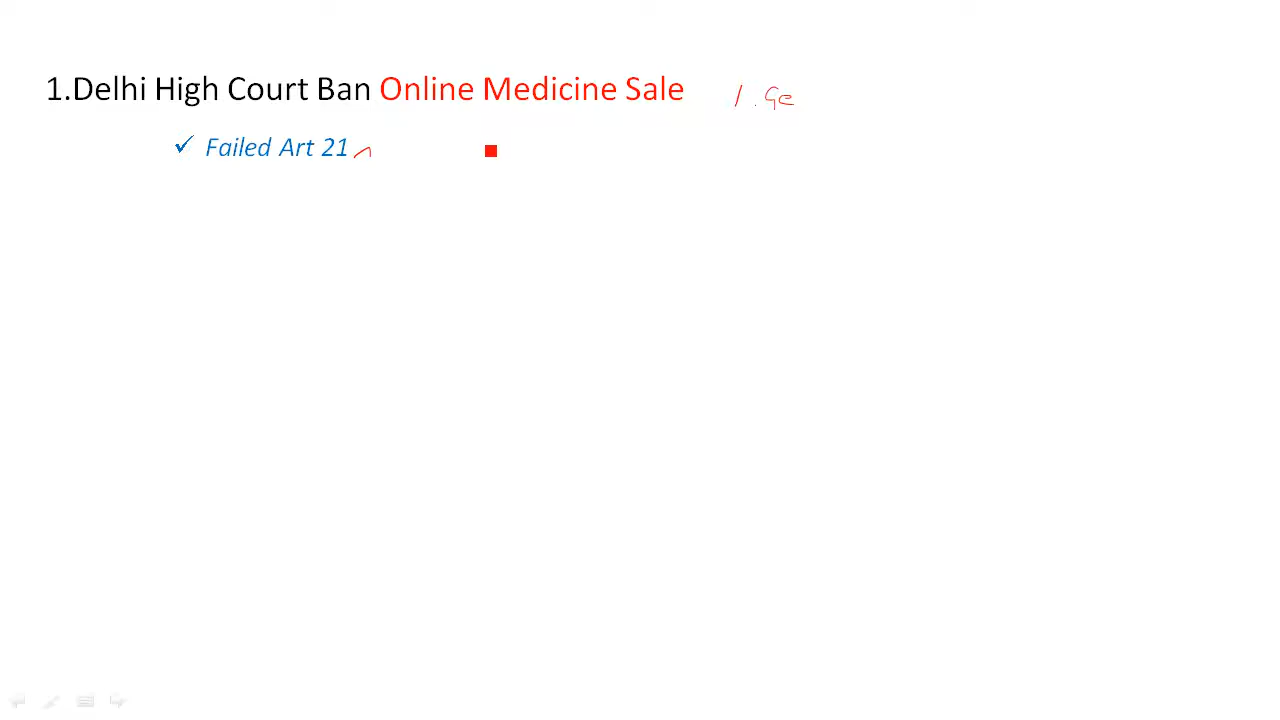 1.Delhi High Court Ban Online Medicine Sale
✓ Failed Art 21